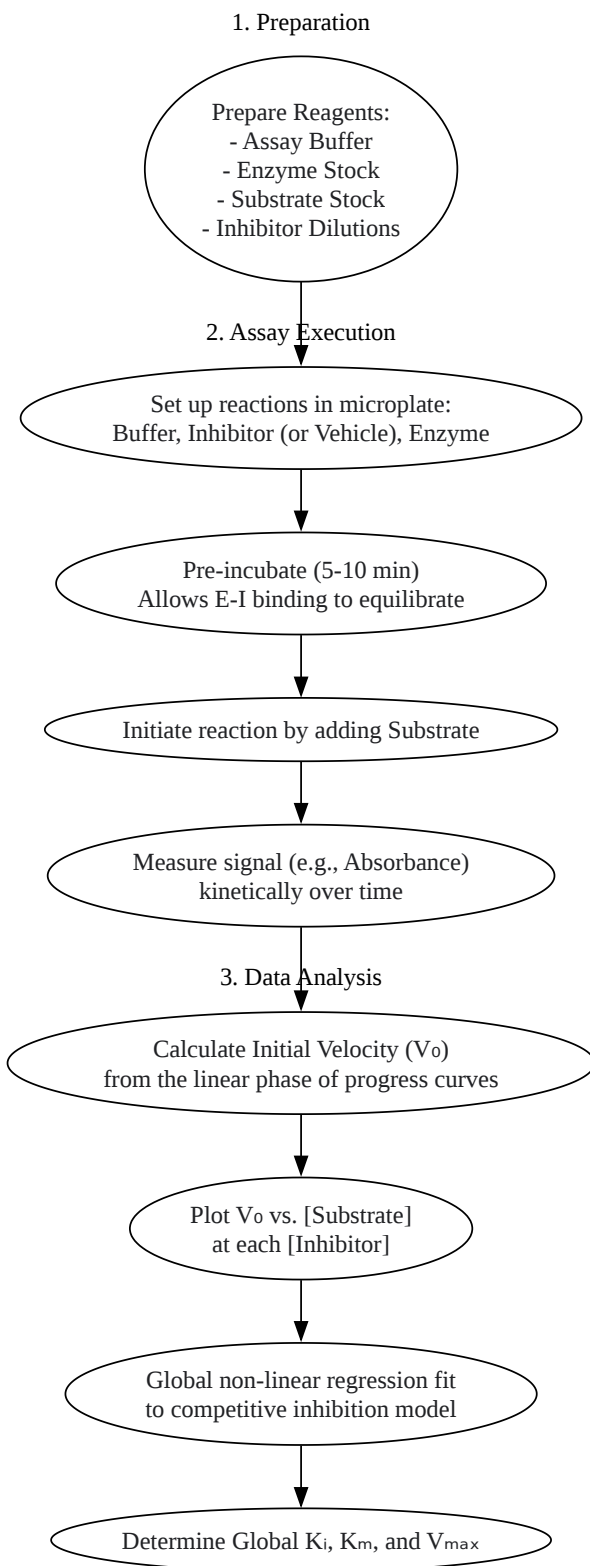 1. Preparation
Prepare Reagents:
- Assay Buffer
- Enzyme Stock
- Substrate Stock
- Inhibitor Dilutions
2. Assay Execution
Set up reactions in microplate:
Buffer, Inhibitor (or Vehicle), Enzyme
Pre-incubate (5-10 min)
Allows E-I binding to equilibrate
Initiate reaction by adding Substrate
Measure signal (e.g., Absorbance)
kinetically over time
3. Data Analysis
Calculate Initial Velocity (V₀)
from the linear phase of progress curves
Plot V₀ vs. [Substrate]
at each [Inhibitor]
Global non-linear regression fit
to competitive inhibition model
Determine Global Kᵢ, Kₘ, and Vₘₐₓ